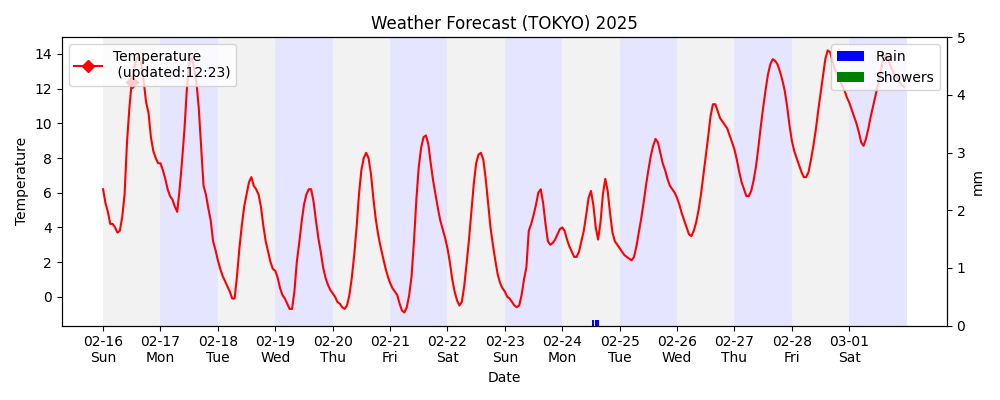 Weather Forecast (TOKYO) 2025
Temperature
(updated:12:23)
Rain
Showers
Temperature
14
12
10
8
6
4
2
0
5
4
3
2
1
0
mm
02-16 02-17 02-18 02-19 02-20 02-21 02-22 02-23 02-24 02-25 02-26 02-27 02-28 03-01
Sun Mon Tue Wed Thu Fri Sat Sun Mon Tue Wed Thu Fri Sat
Date